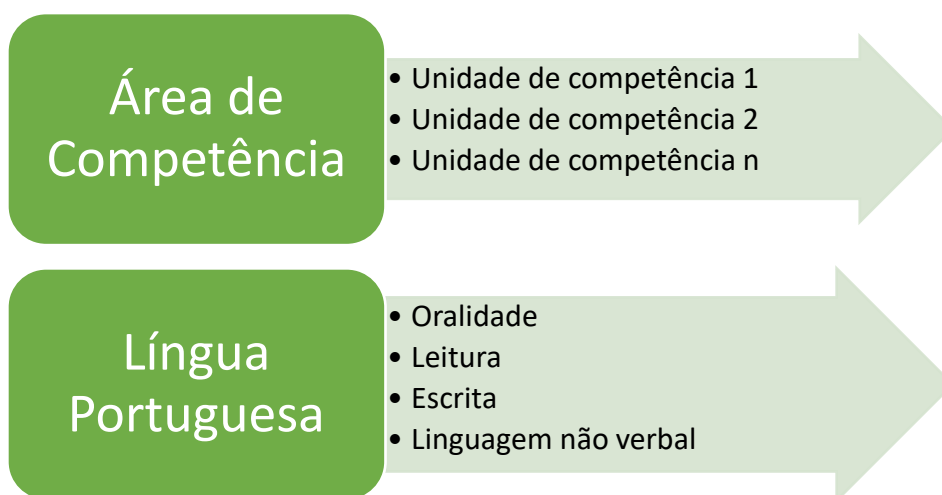 Área de
Competência
• Unidade de competência 1
• Unidade de competência 2
• Unidade de competência n
Língua
Portuguesa
• Oralidade
• Leitura
• Escrita
• Linguagem não verbal